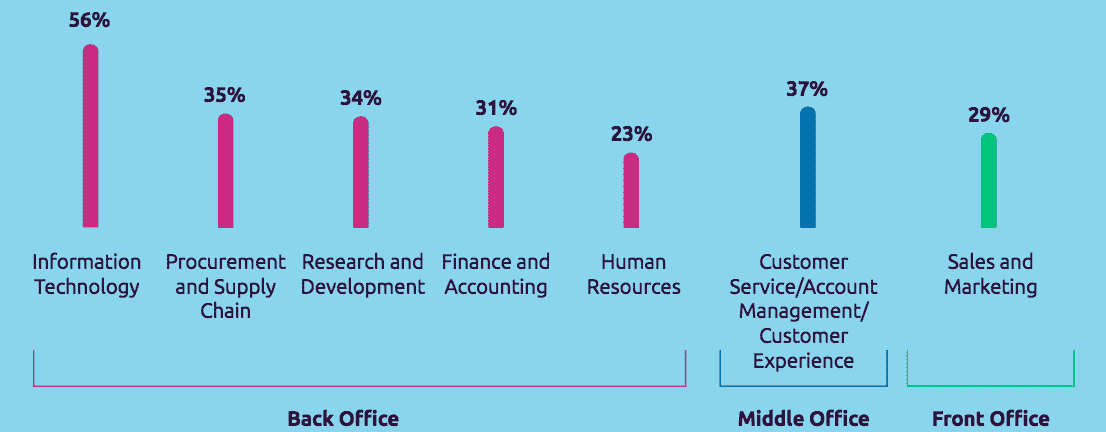 56%
35%
34%
31%
23%
37%
29%
Information
Technology
Procurement
and Supply
Chain
Research and
Development
Finance and
Accounting
Human
Resources
Customer
Service/Account
Management/
Customer
Experience
Sales and
Marketing
Back Office
Middle Office
Front Office